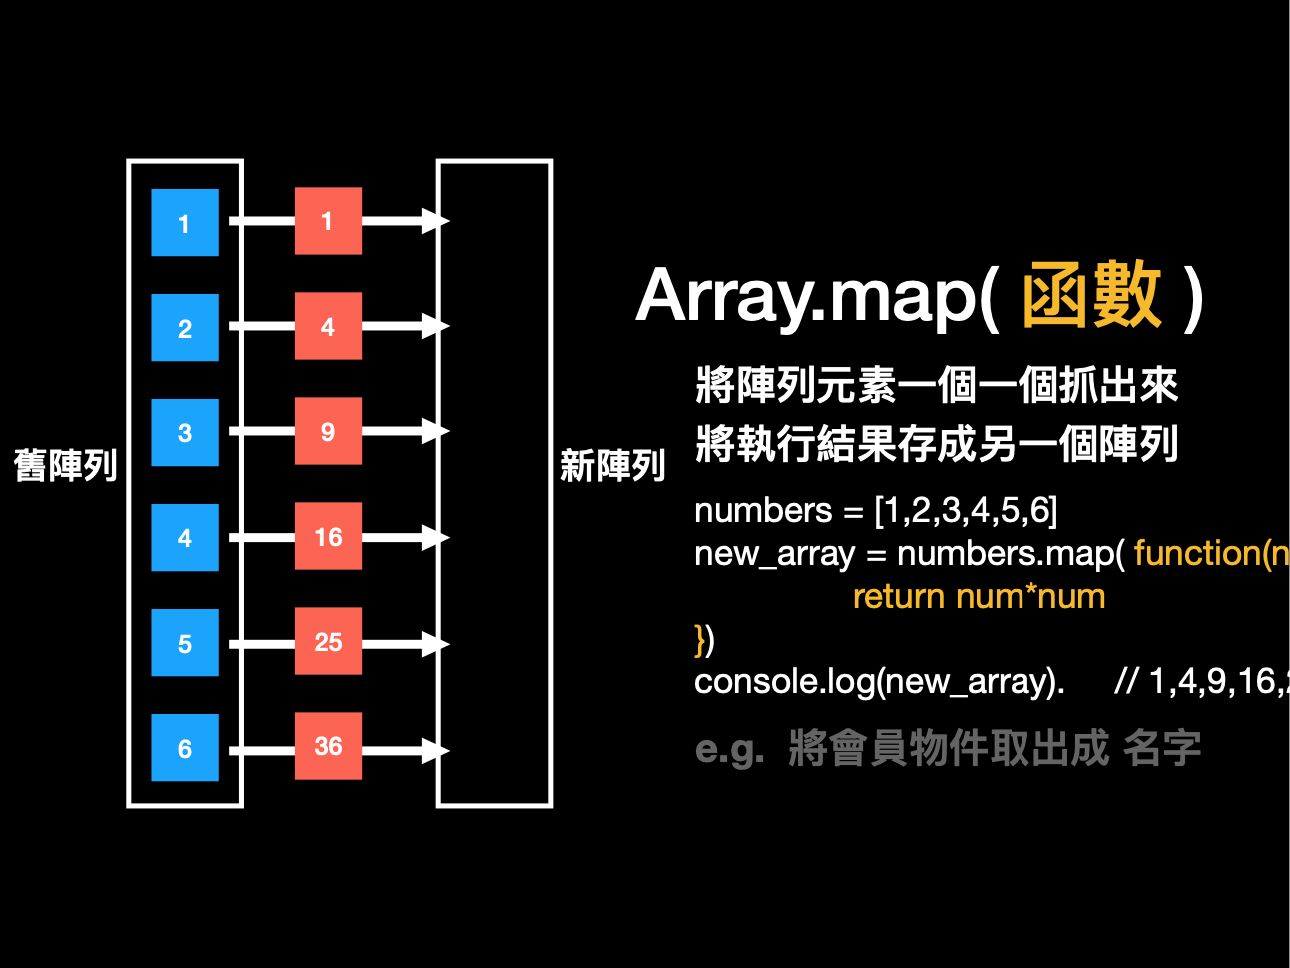 舊陣列
1
1
2
4
3
9
4
16
5
25
6
36
新陣列
Array.map( 函數 )
將陣列元素一個一個抓出來
將執行結果存成另一個陣列
numbers = [1,2,3,4,5,6]
new_array = numbers.map( function(n
return num*num
})
console.log(new_array). // 1,4,9,16,
e.g. 將會員物件取出成 名字